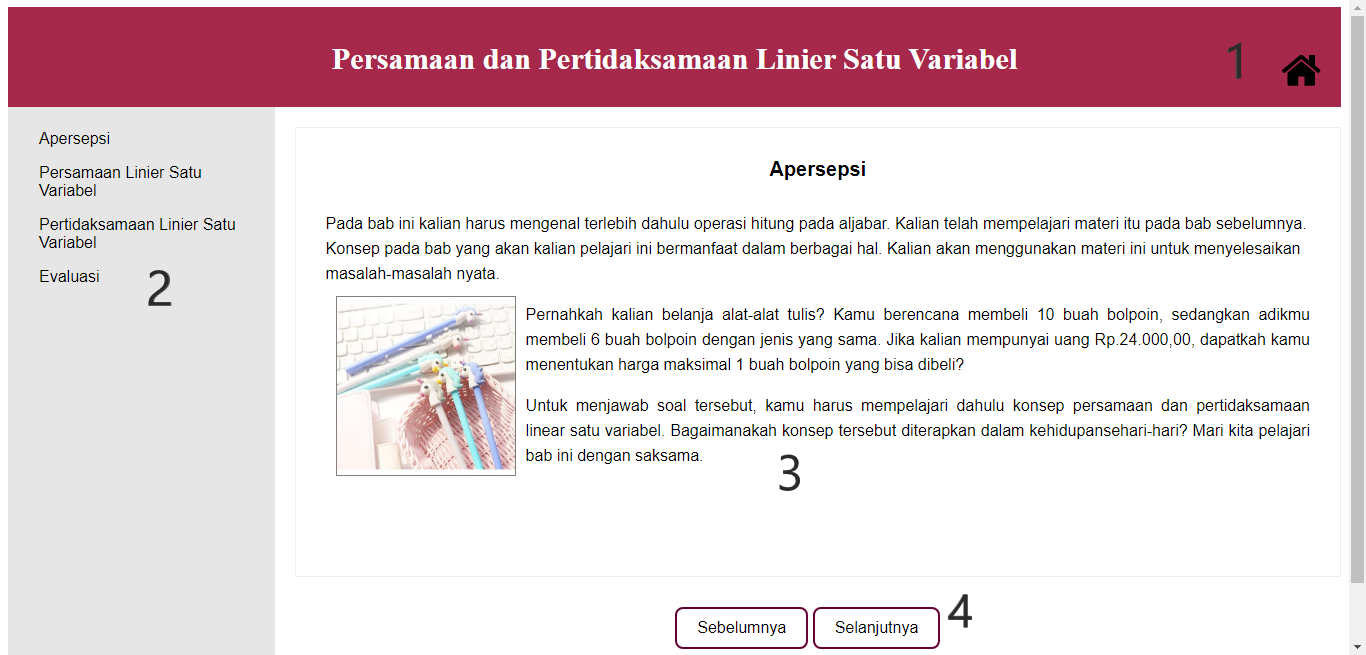 Persamaan dan Pertidaksamaan Linier Satu Variabel
1
Apersepsi
Persamaan Linier Satu
Variabel
Pertidaksamaan Linier Satu
Variabel
Evaluasi
2
Apersepsi
Pada bab ini kalian harus mengenal terlebih dahulu operasi hitung pada aljabar. Kalian telah mempelajari materi itu pada bab sebelumnya.
Konsep pada bab yang akan kalian pelajari ini bermanfaat dalam berbagai hal. Kalian akan menggunakan materi ini untuk menyelesaikan
masalah-masalah nyata.
Pernahkah kalian belanja alat-alat tulis? Kamu berencana membeli 10 buah bolpoin, sedangkan adikmu
membeli 6 buah bolpoin dengan jenis yang sama. Jika kalian mempunyai uang Rp.24.000,00, dapatkah kamu
menentukan harga maksimal 1 buah bolpoin yang bisa dibeli?
Untuk menjawab soal tersebut, kamu harus mempelajari dahulu konsep persamaan dan pertidaksamaan
linear satu variabel. Bagaimanakah konsep tersebut diterapkan dalam kehidupansehari-hari? Mari kita pelajari
bab ini dengan saksama.
3
Sebelumnya
Selanjutnya
4